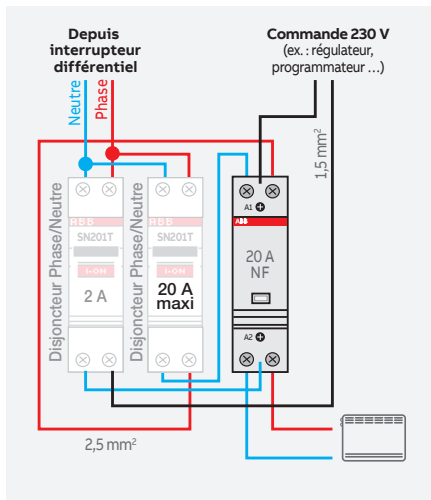 Depuis
interrupteur
différentiel
Commande 230 V
(ex. : régulateur,
programmateur ...)
Neutre
Phase
1,5 mm²
Disjoncteur Phase/Neutre
ABB
SN201T
I-ON
2 A
Disjoncteur Phase/Neutre
ABB
SN201T
I-ON
20 A
maxi
A1
ABB
20 A
NF
A2
2,5 mm²